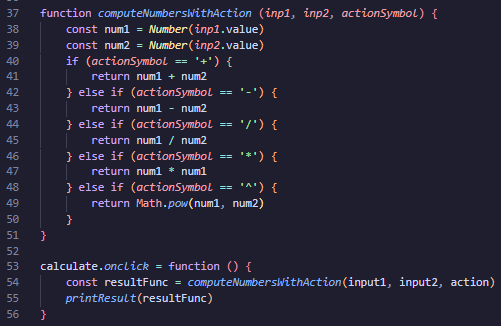 37 function computeNumbersWithAction (inp1, inp2, actionSymbol) {
38     const num1 = Number(inp1.value)
39     const num2 = Number(inp2.value)
40     if (actionSymbol == '+') {
41         return num1 + num2
42     } else if (actionSymbol == '-') {
43         return num1 - num2
44     } else if (actionSymbol == '/') {
45         return num1 / num2
46     } else if (actionSymbol == '*') {
47         return num1 * num1
48     } else if (actionSymbol == '^') {
49         return Math.pow(num1, num2)
50     }
51 }
52
53 calculate.onclick = function () {
54     const resultFunc = computeNumbersWithAction(input1, input2, action)
55     printResult(resultFunc)
56 }